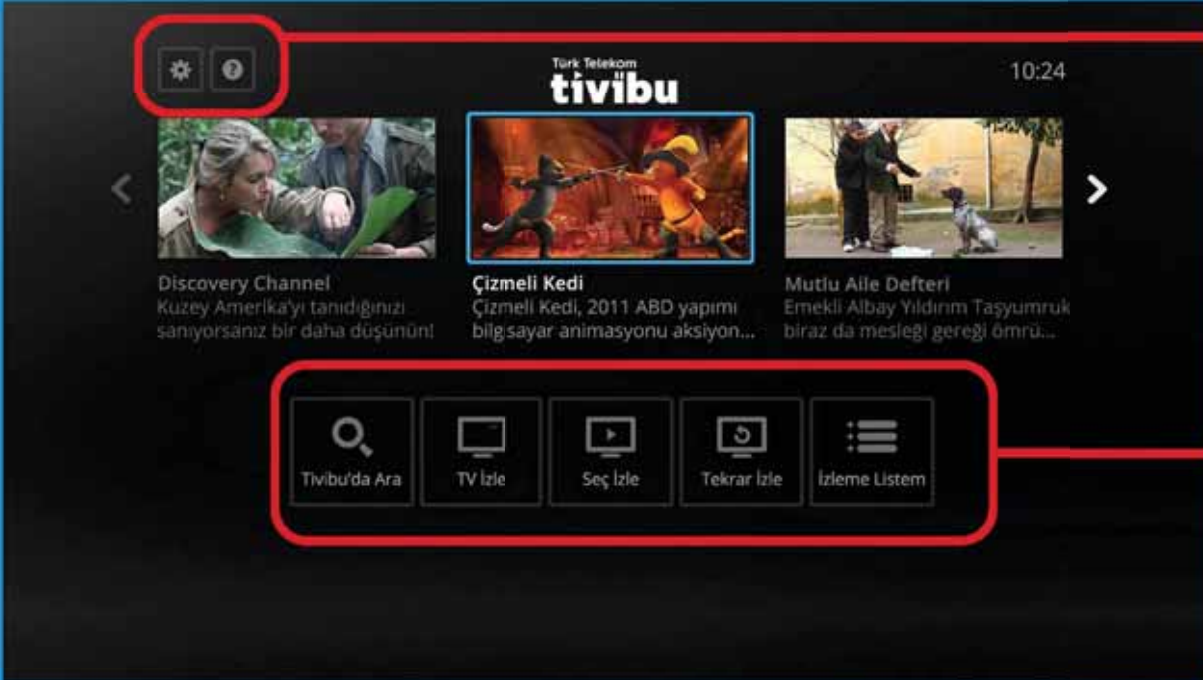 Türk Telekom
tivibu
10:24
Discovery Channel
Kuzey Amerika'yı tanıdığınızı
sanıyorsanız bir daha düşünün!
Çizmeli Kedi
Çizmeli Kedi, 2011 ABD yapımı
bilgisayar animasyonu aksiyon...
Mutlu Aile Defteri
Emekli Albay Yıldırım Taşyumruk
biraz da mesleği gereği ömrü...
Tivibu'da Ara
TV İzle
Seç İzle
Tekrar İzle
İzleme Listem